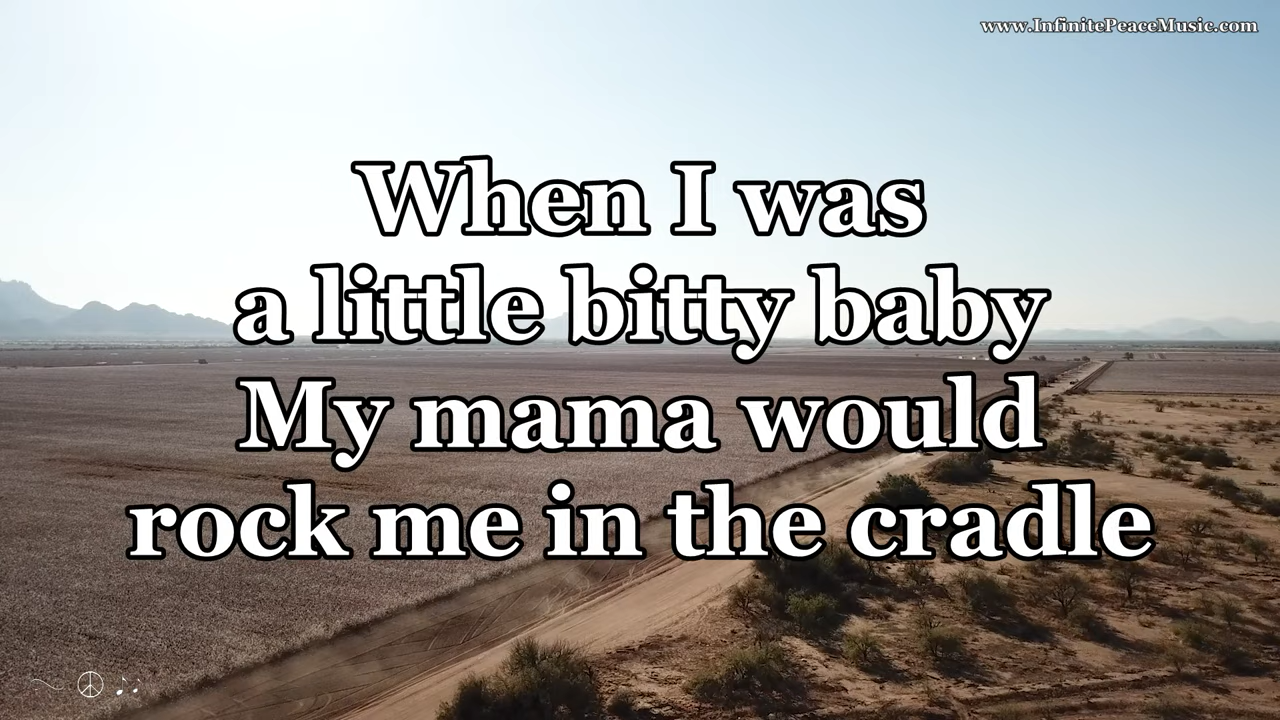 www.InfinitePeaceMusic.com
When I was
a little bitty baby
My mama would
rock me in the cradle